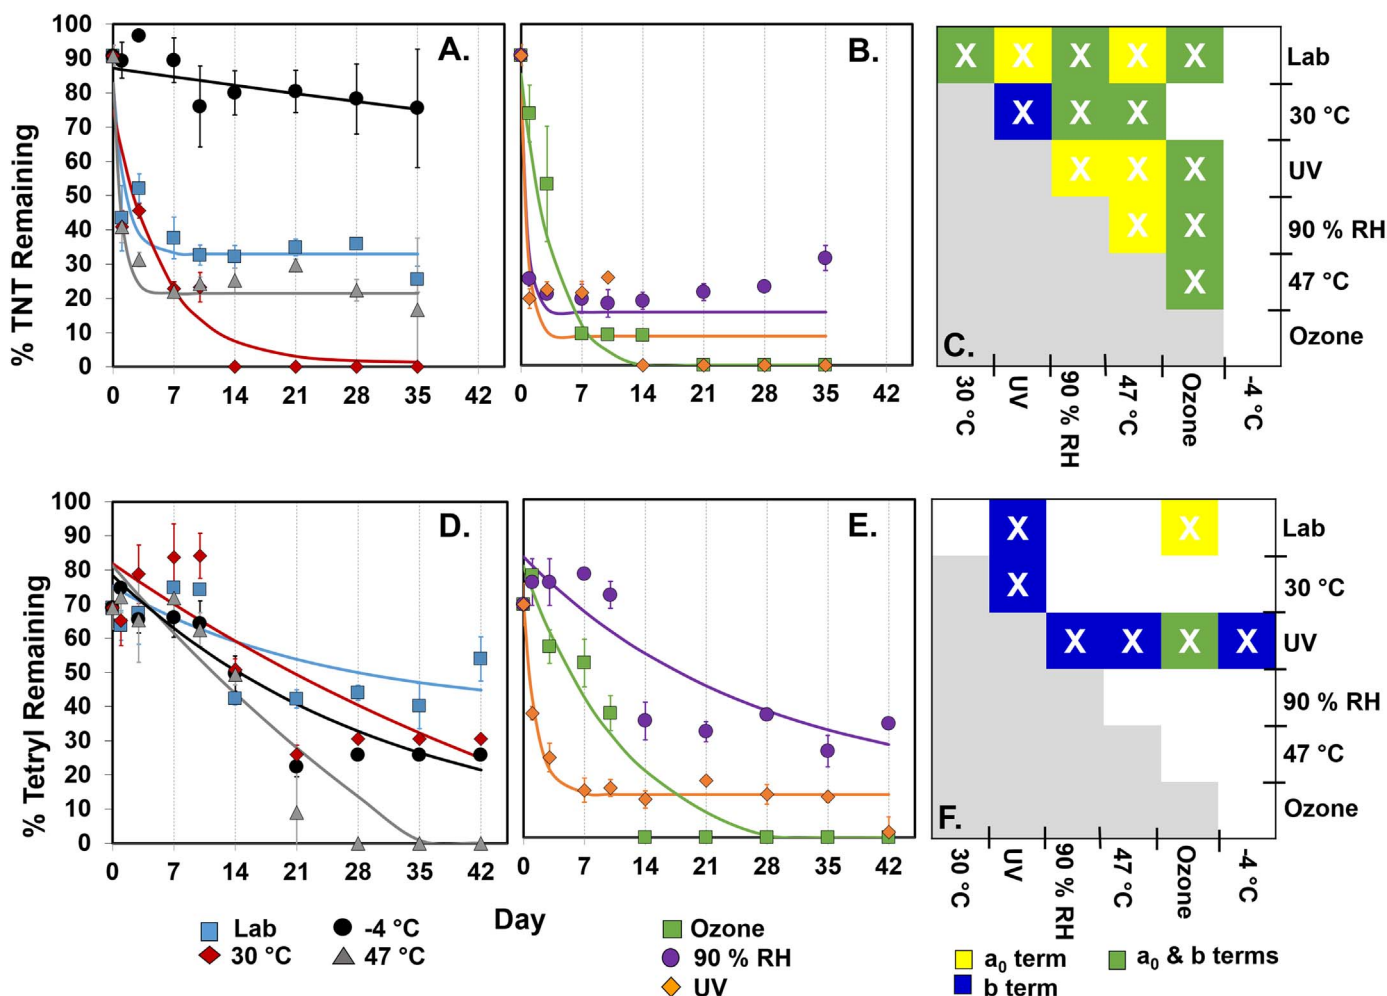 A.
% TNT Remaining
100
90
80
70
60
50
40
30
20
10
0
0 7 14 21 28 35 42
B.
0 7 14 21 28 35 42
C.
X X X X X Lab
X X X 30 °C
X X X UV
X X 90 % RH
X 47 °C
Ozone
30 °C UV 90 % RH 47 °C Ozone -4 °C
D.
% Tetryl Remaining
100
90
80
70
60
50
40
30
20
10
0
0 7 14 21 28 35 42
E.
0 7 14 21 28 35 42
F.
X X Lab
X 30 °C
X X X X UV
90 % RH
47 °C
Ozone
30 °C UV 90 % RH 47 °C Ozone -4 °C
Day
Lab -4 °C
30 °C 47 °C
Ozone
90 % RH
UV
a0 term a0 & b terms
b term